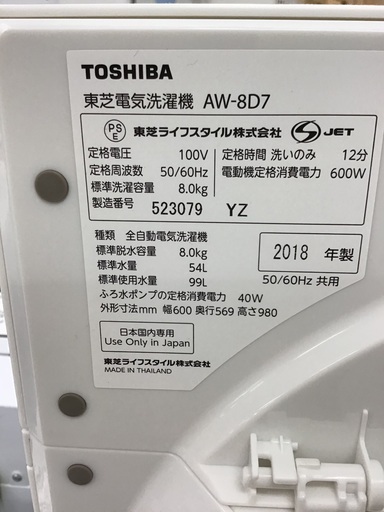 TOSHIBA
東芝電気洗濯機 AW-8D7
PS
E 東芝ライフスタイル株式会社 S JET
定格電圧 100V 定格時間 洗いのみ 12分
定格周波数 50/60Hz 電動機定格消費電力 600W
標準洗濯容量 8.0kg
製造番号 523079 YZ
種類 全自動電気洗濯機
標準脱水容量 8.0kg 2018 年製
標準水量 54L
標準使用水量 99L 50/60Hz 共用
ふろ水ポンプの定格消費電力 40W
外形寸法mm 幅600 奥行569 高さ980
日本国内専用
Use Only in Japan
東芝ライフスタイル株式会社
MADE IN THAILAND